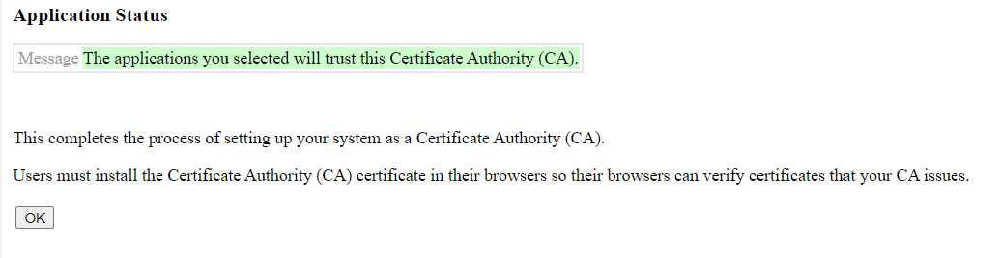 Application Status
Message The applications you selected will trust this Certificate Authority (CA).
This completes the process of setting up your system as a Certificate Authority (CA).
Users must install the Certificate Authority (CA) certificate in their browsers so their browsers can verify certificates that your CA issues.
OK